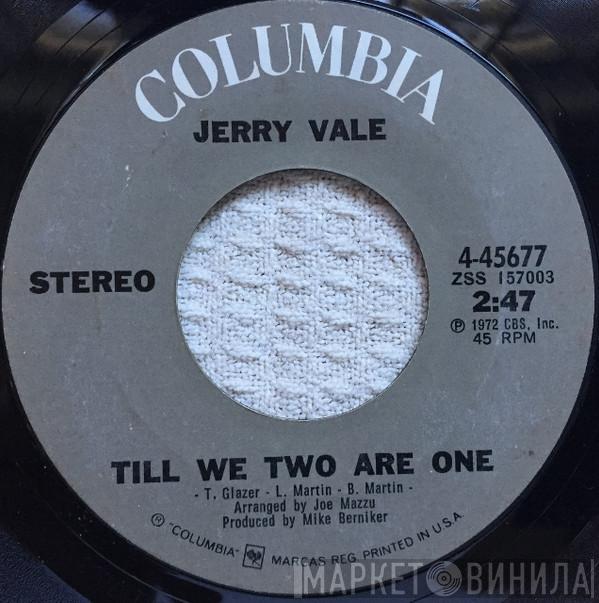 COLUMBIA
JERRY VALE
STEREO
4-45677
ZSS 157003
2:47
℗ 1972 CBS, Inc.
45 RPM
TILL WE TWO ARE ONE
- T. Glazer - L. Martin - B. Martin -
Arranged by Joe Mazzu
Produced by Mike Berniker
® "COLUMBIA" MARCAS REG. PRINTED IN U.S.A.
МАРКЕТ ВИНИЛА